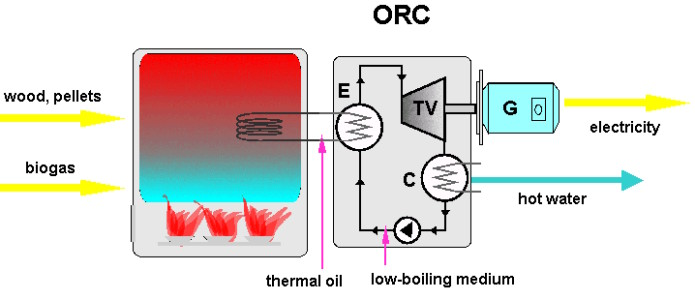 ORC
wood, pellets
E
TV
G
electricity
biogas
C
hot water
thermal oil
low-boiling medium